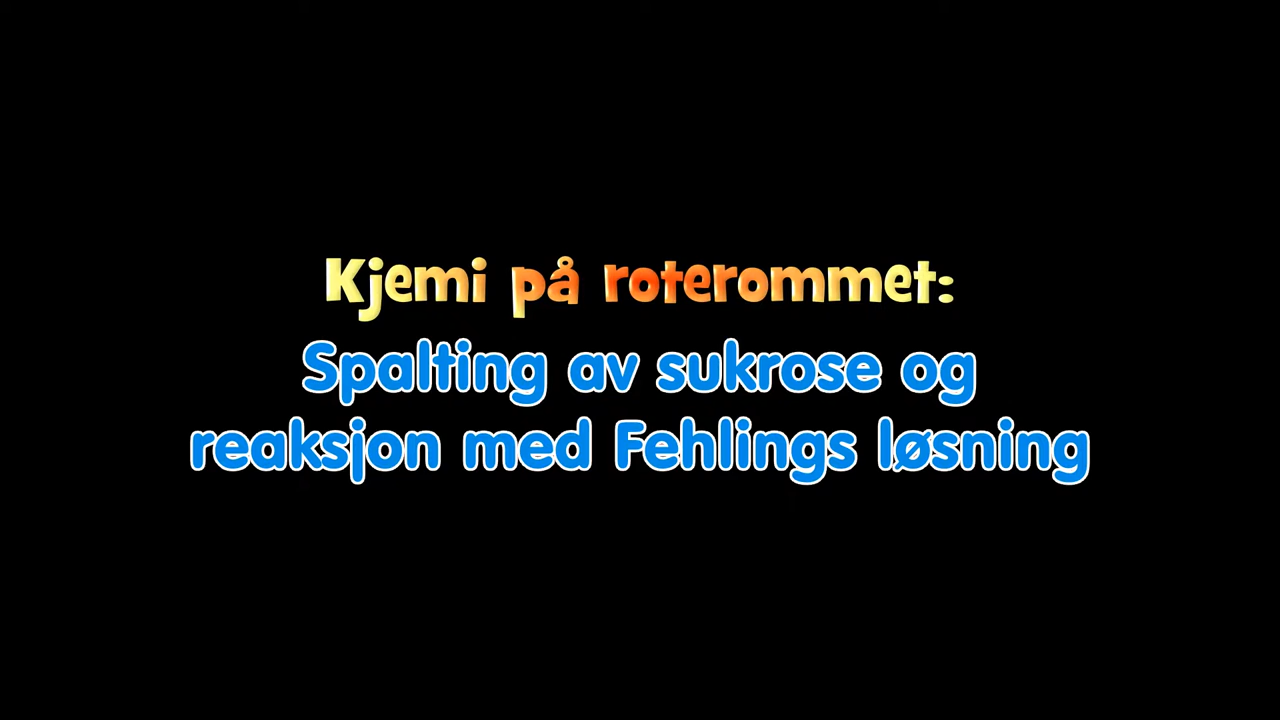 Kjemi på roterommet:
Spalting av sukrose og
reaksjon med Fehlings løsning